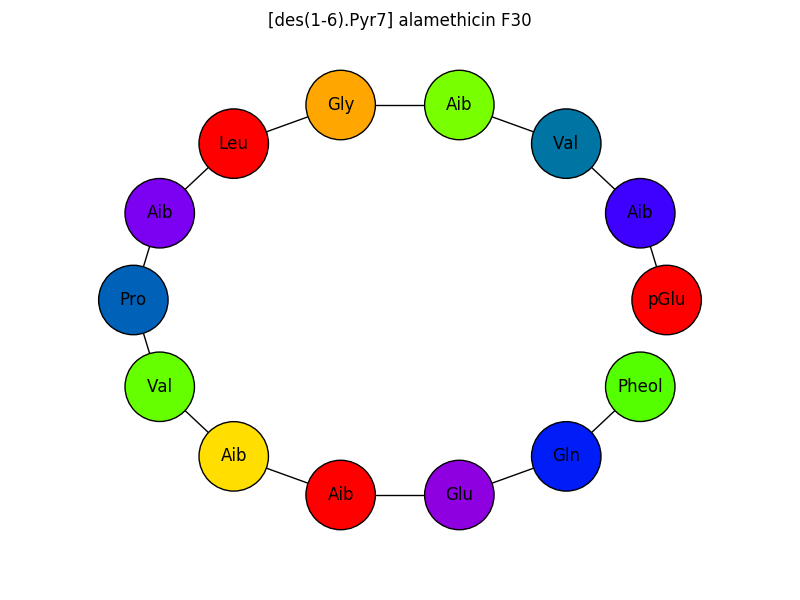 [des(1-6).Pyr7] alamethicin F30
Gly
Aib
Leu
Val
Aib
Aib
Pro
pGlu
Val
Pheol
Aib
Gln
Aib
Glu